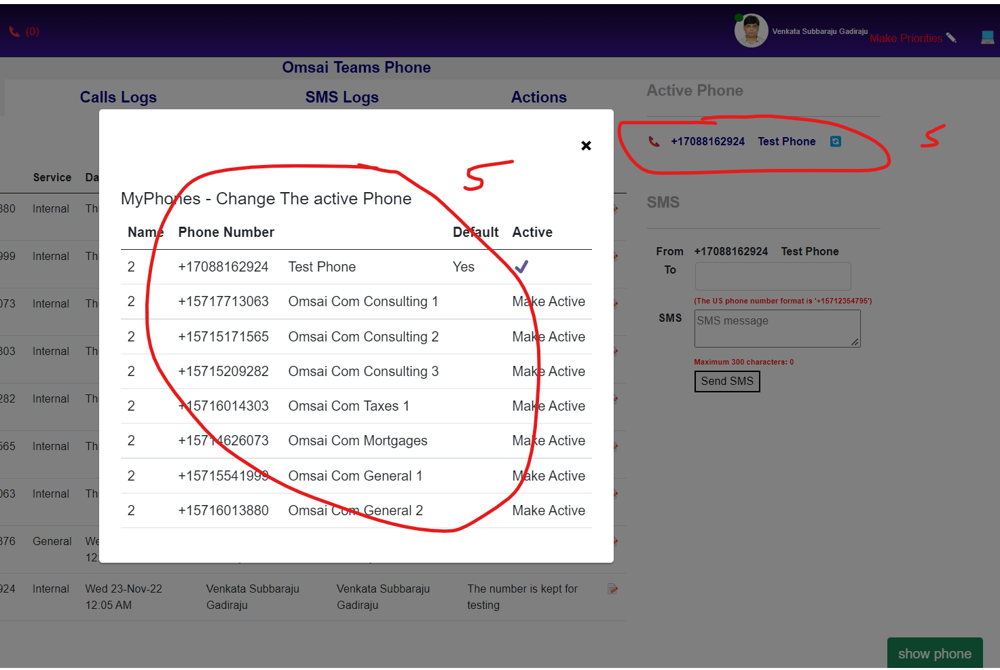 (0)
Venkata Subbaraju Gadiraju
Make Priorities
Omsai Teams Phone
Calls Logs SMS Logs Actions
Active Phone
+17088162924 Test Phone
5
5
Service Da
MyPhones - Change The active Phone
Name Phone Number Default Active
2 +17088162924 Test Phone Yes
2 +15717713063 Omsai Com Consulting 1 Make Active
2 +15715171565 Omsai Com Consulting 2 Make Active
2 +15715209282 Omsai Com Consulting 3 Make Active
2 +15716014303 Omsai Com Taxes 1 Make Active
2 +15714626073 Omsai Com Mortgages Make Active
2 +15715541999 Omsai Com General 1 Make Active
2 +15716013880 Omsai Com General 2 Make Active
880 Internal Th
999 Internal Th
073 Internal Th
303 Internal Th
282 Internal Th
565 Internal Th
063 Internal Th
376 General We
12:
924 Internal Wed 23-Nov-22 Venkata Subbaraju Venkata Subbaraju The number is kept for
12:05 AM Gadiraju Gadiraju testing
SMS
From +17088162924 Test Phone
To
(The US phone number format is '+15712354795')
SMS SMS message
Maximum 300 characters: 0
Send SMS
show phone